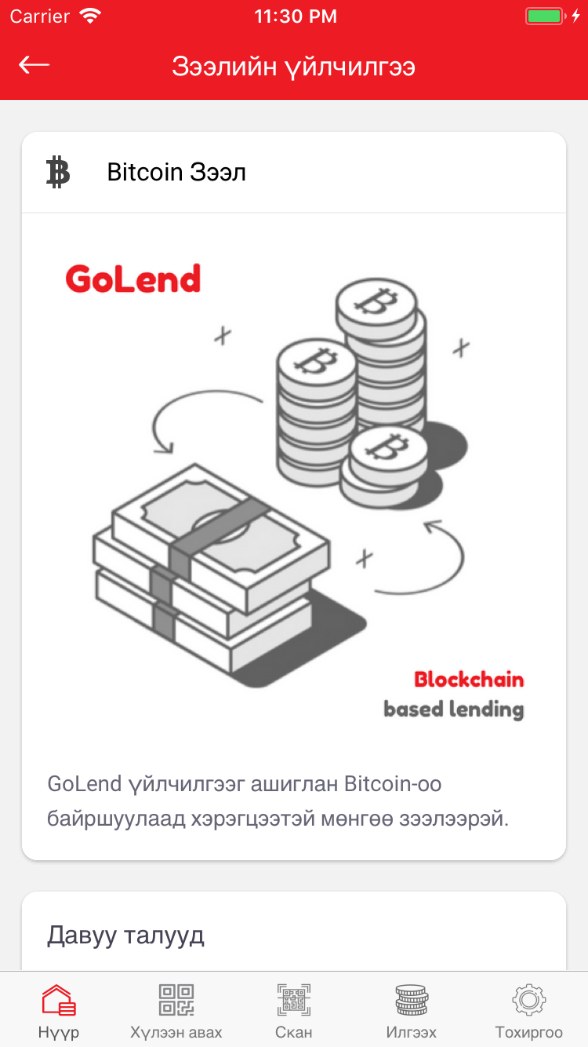 Carrier 11:30 PM
Зээлийн үйлчилгээ
Bitcoin Зээл
GoLend
Blockchain
based lending
GoLend үйлчилгээг ашиглан Bitcoin-оо
байршуулаад хэрэгцээтэй мөнгөө зээлээрэй.
Давуу талууд
Нүүр Хүлээн авах Скан Илгээх Тохиргоо